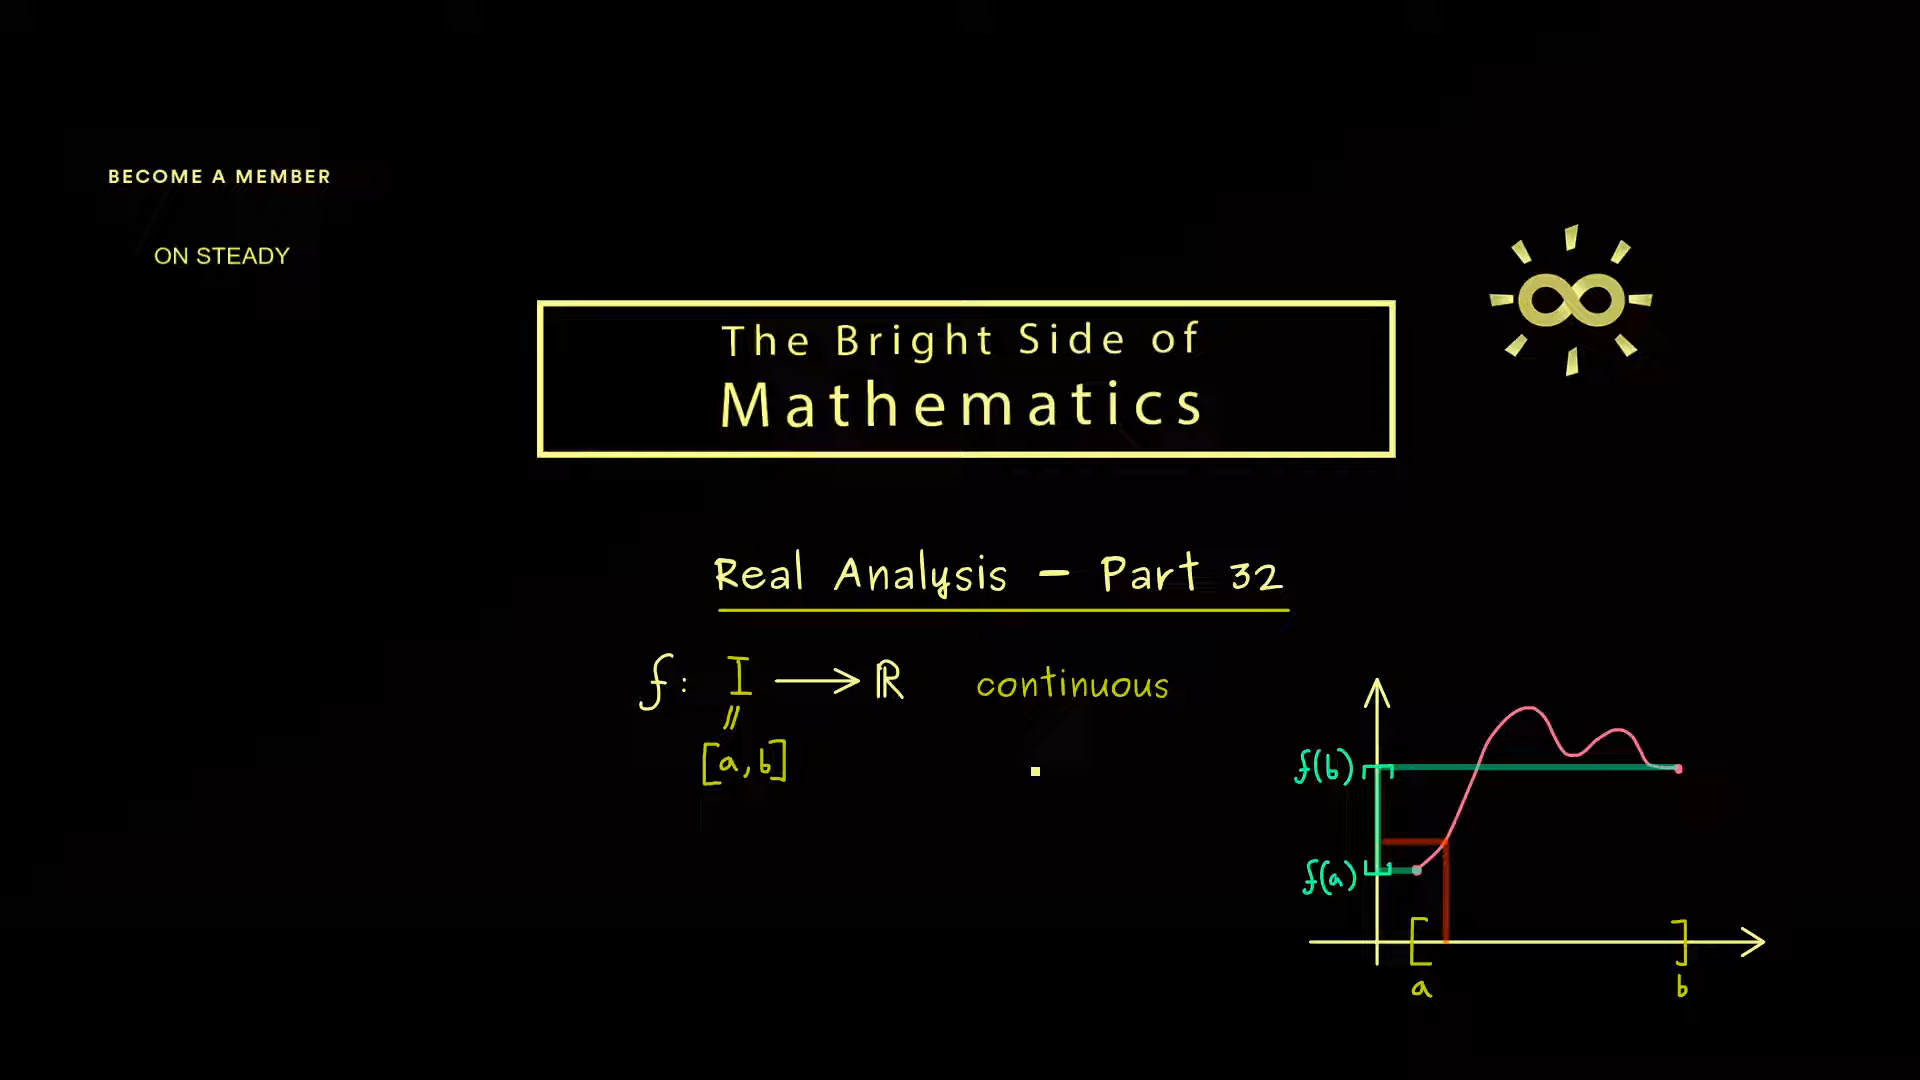 BECOME A MEMBER
ON STEADY
The Bright Side of
Mathematics
Real Analysis – Part 32
f: I ⟶ ℝ continuous
=
[a,b]
f(b)
f(a)
a
b